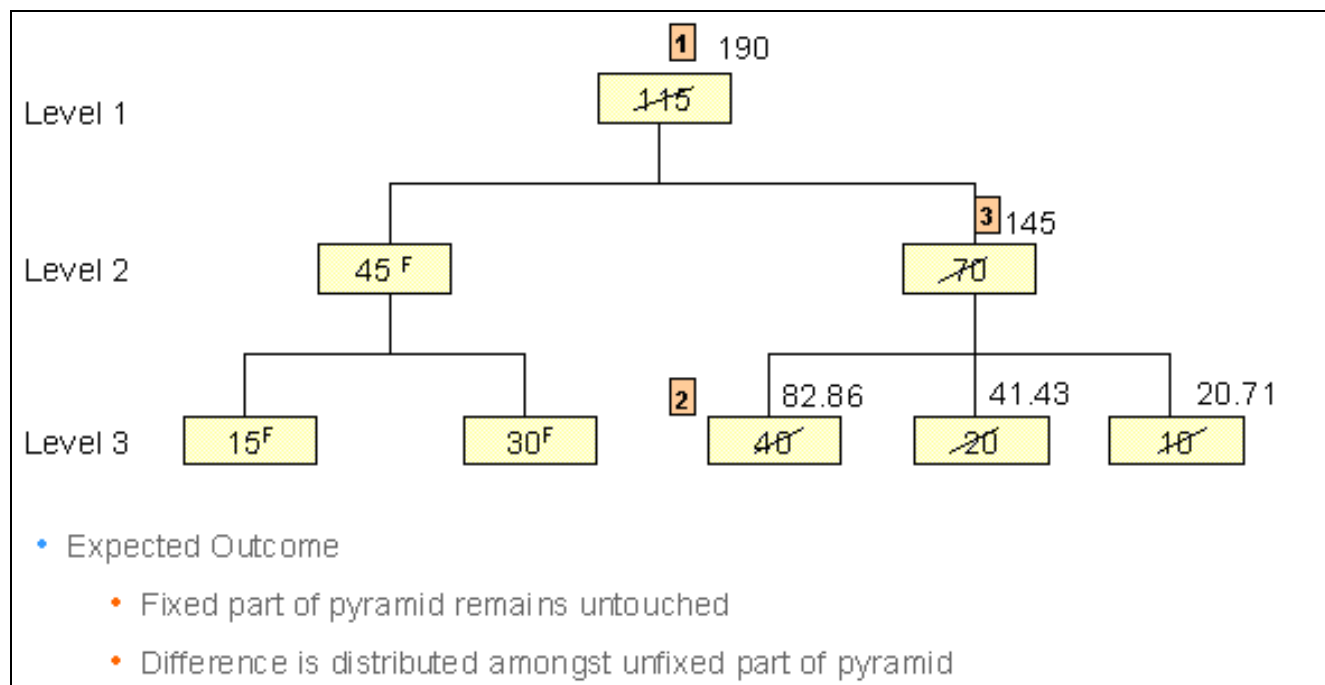 1 190
Level 1 115
3 145
Level 2 45 F 70
2 82.86 41.43 20.71
Level 3 15F 30F 40 20 10
• Expected Outcome
• Fixed part of pyramid remains untouched
• Difference is distributed amongst unfixed part of pyramid